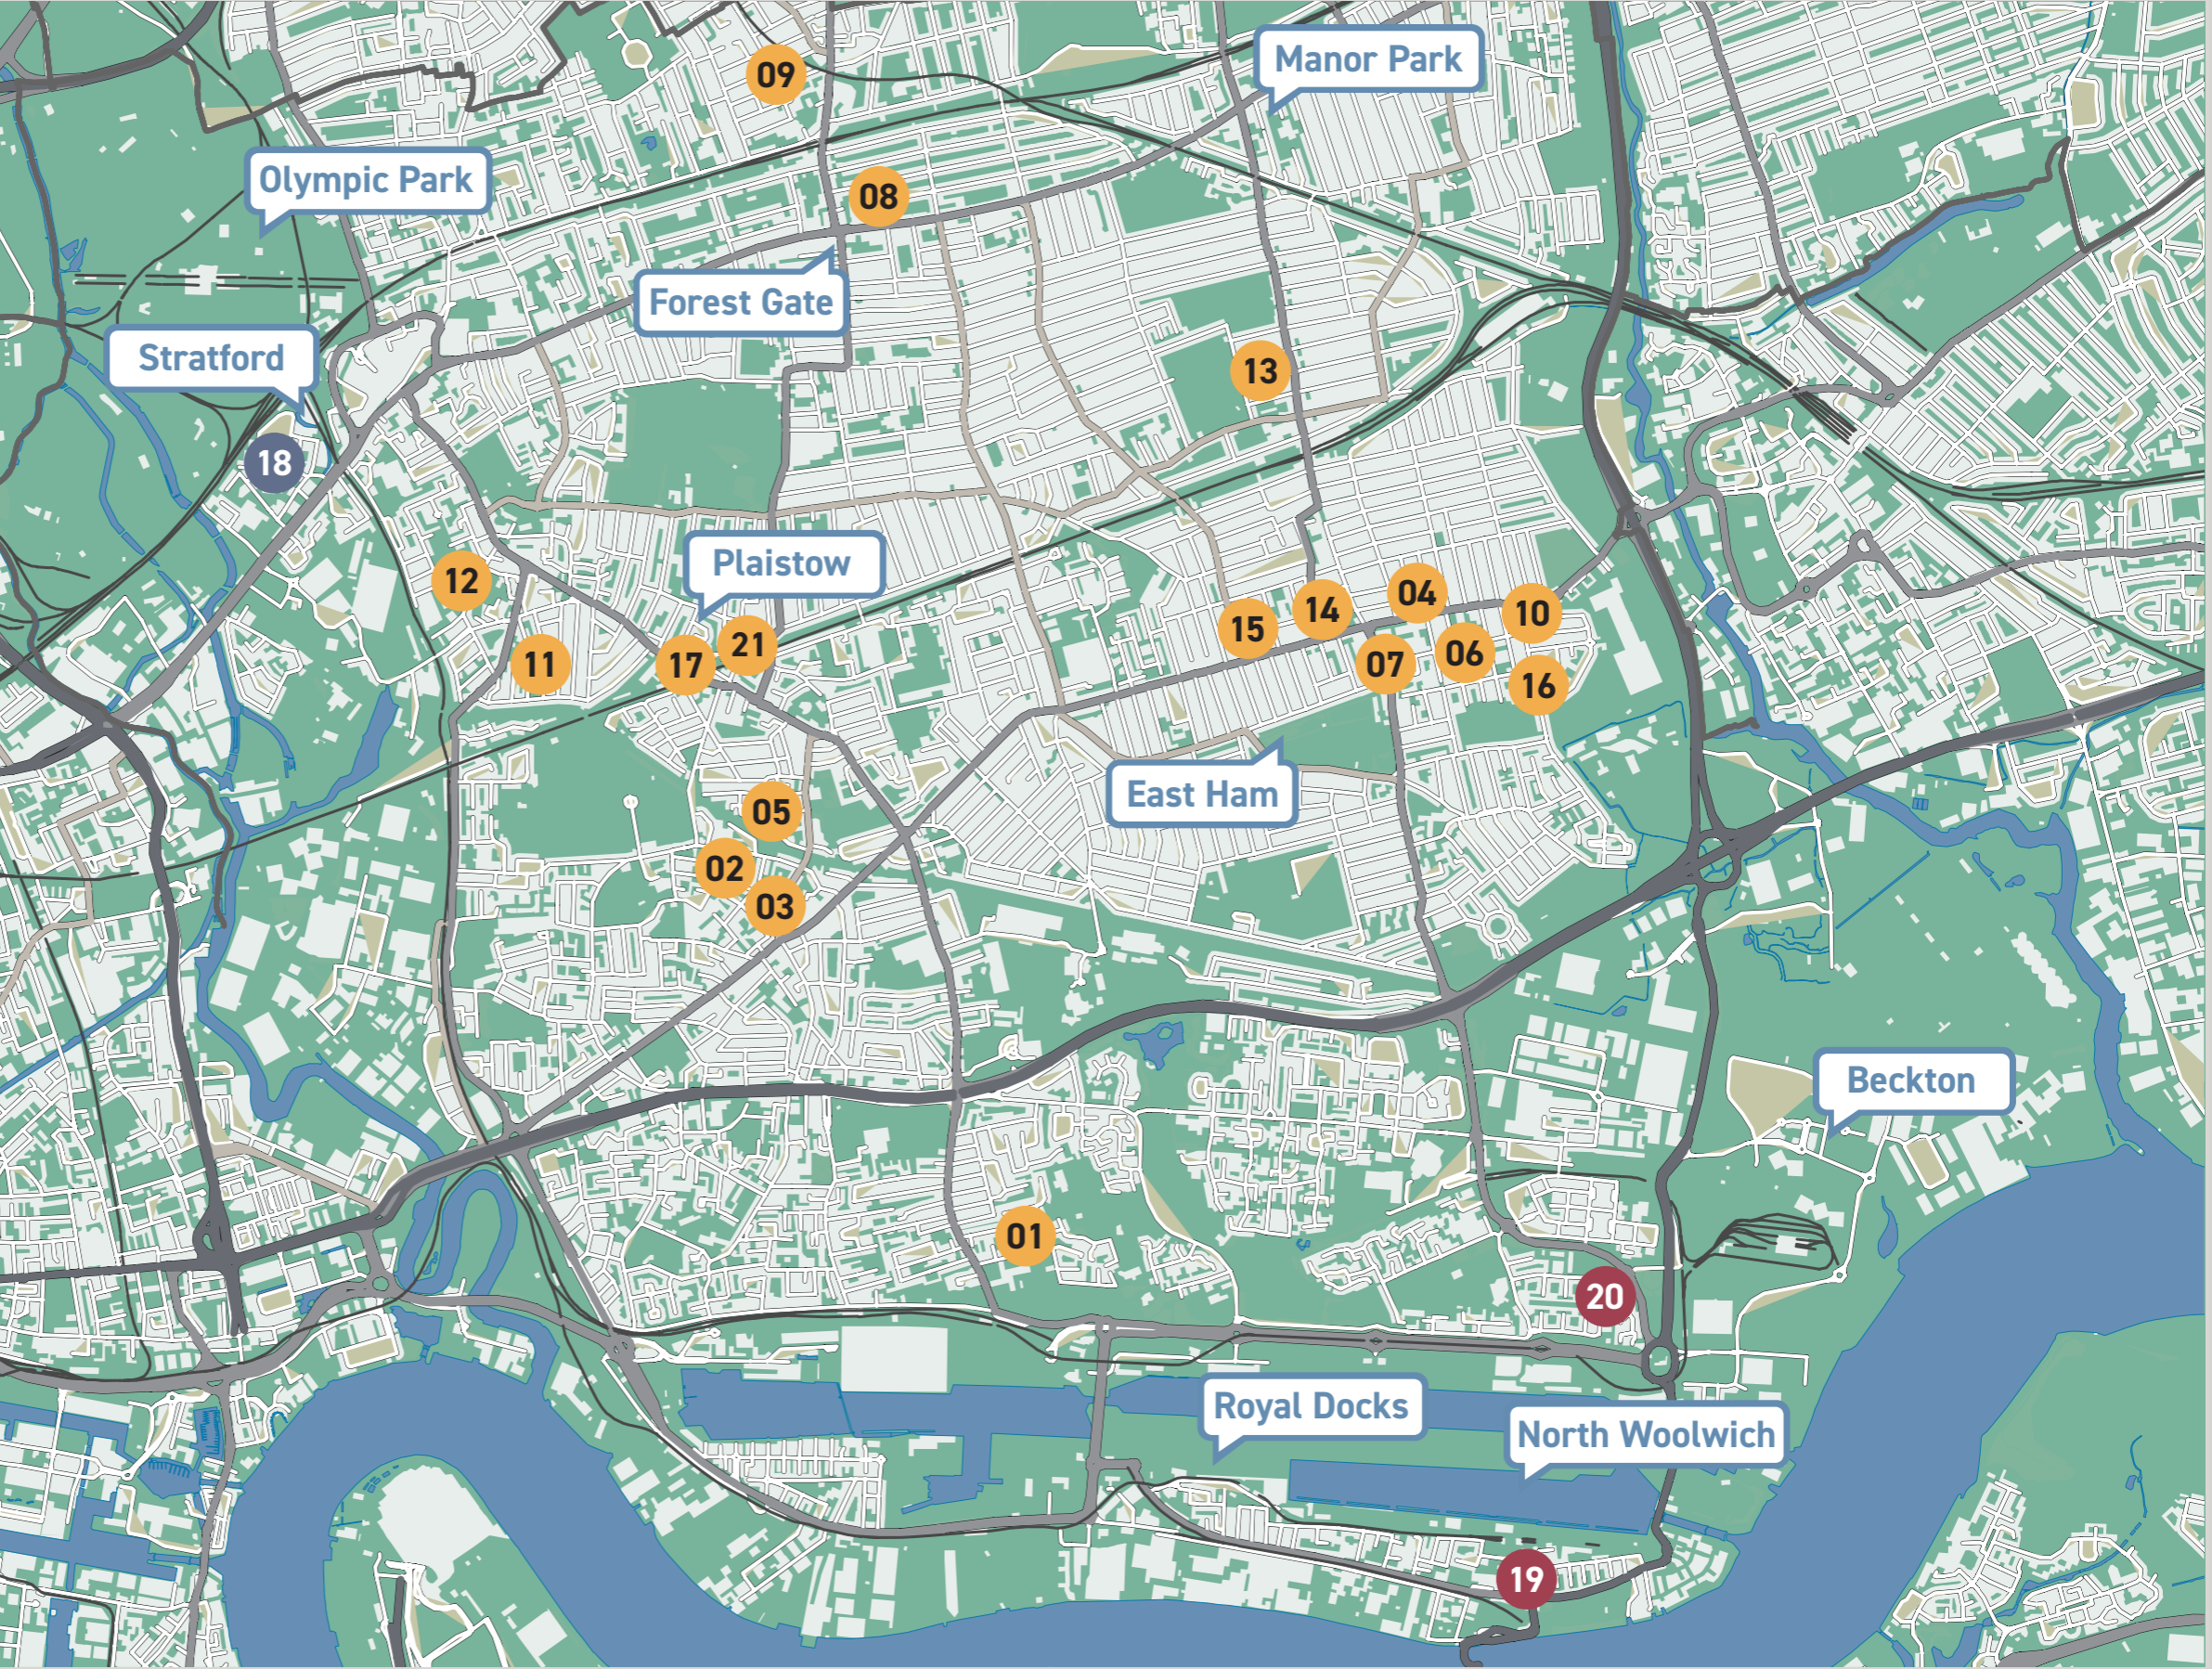 Manor Park
09
Olympic Park
08
Forest Gate
Stratford
13
18
Plaistow
12
04
14
10
15
21
11
17
07
06
16
East Ham
05
02
03
Beckton
01
20
Royal Docks
North Woolwich
19